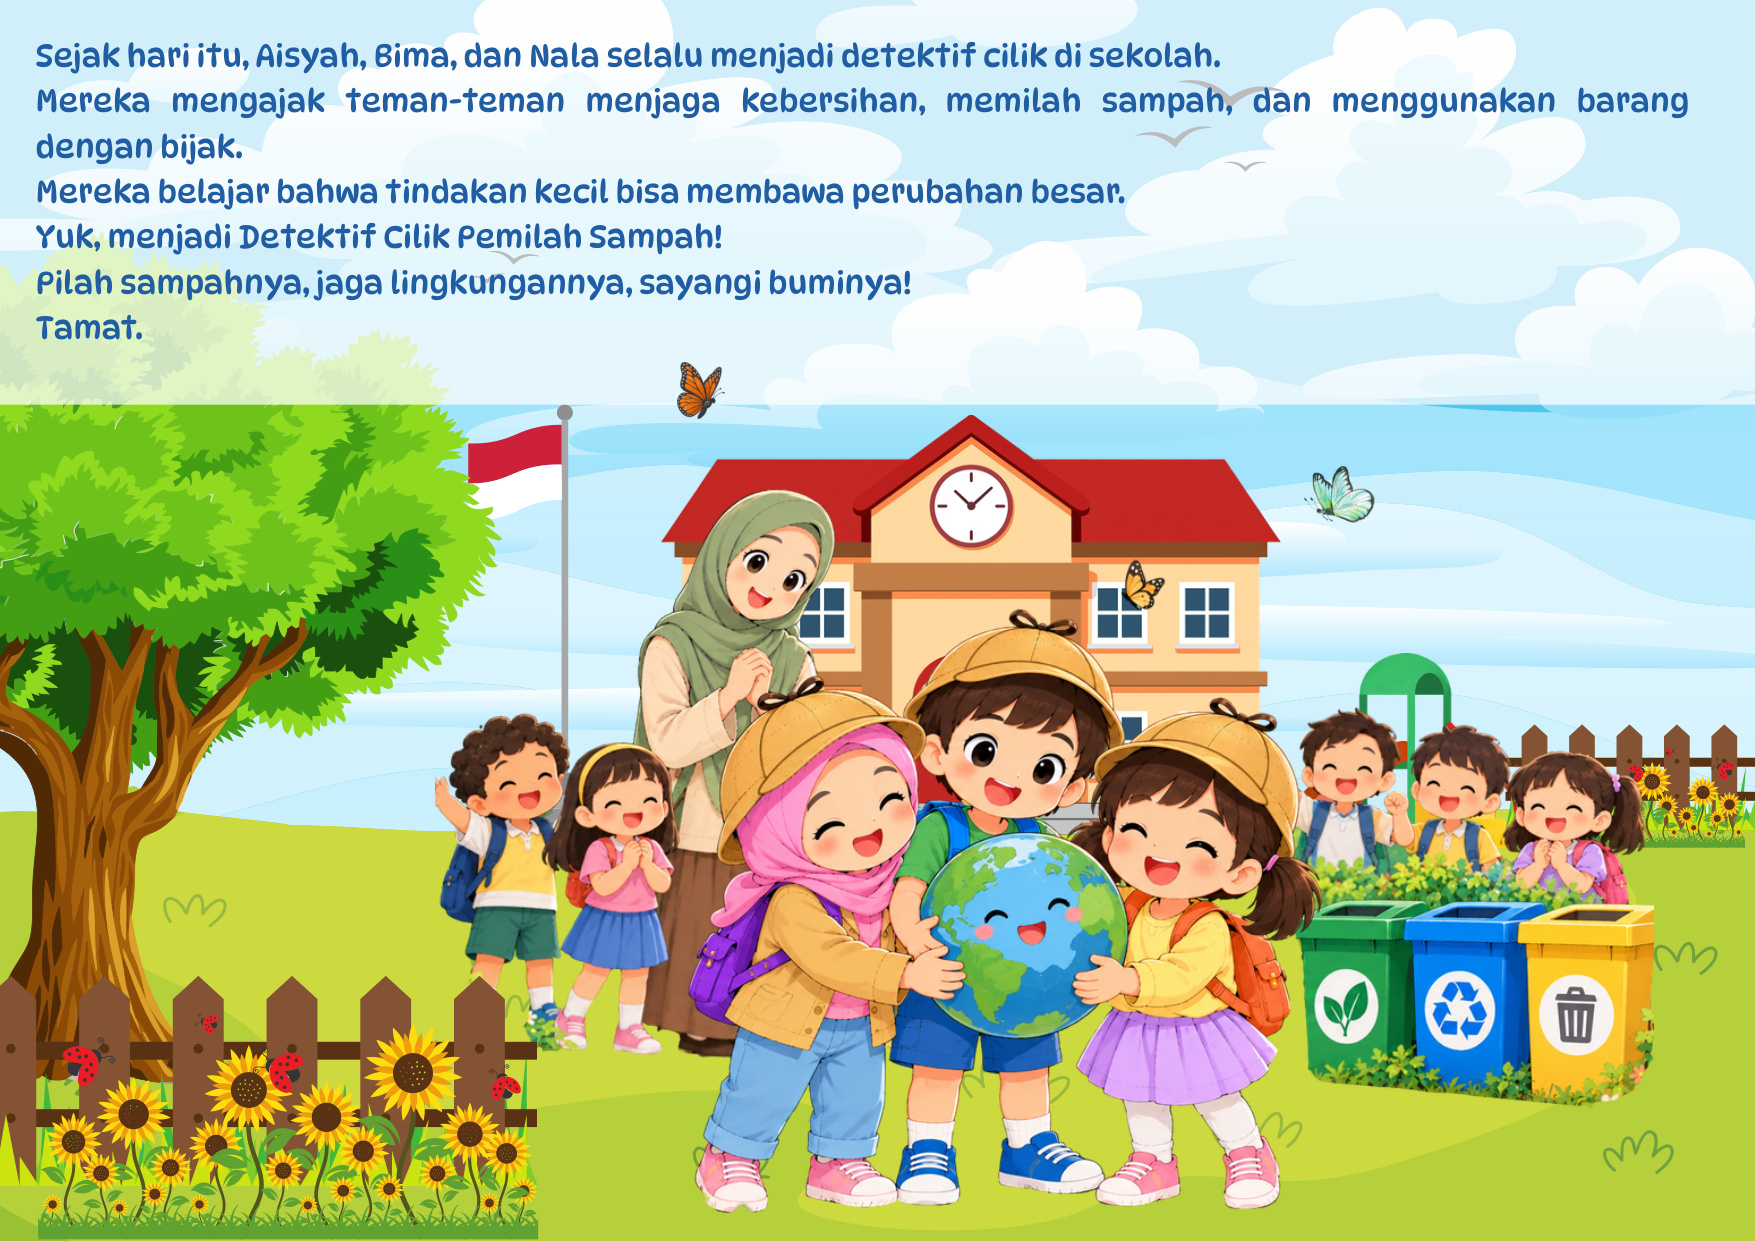 Sejak hari itu, Aisyah, Bima, dan Nala selalu menjadi detektif cilik di sekolah.
Mereka mengajak teman-teman menjaga kebersihan, memilah sampah, dan menggunakan barang
dengan bijak.
Mereka belajar bahwa tindakan kecil bisa membawa perubahan besar.
Yuk, menjadi Detektif Cilik Pemilah Sampah!
Pilah sampahnya, jaga lingkungannya, sayangi buminya!
Tamat.